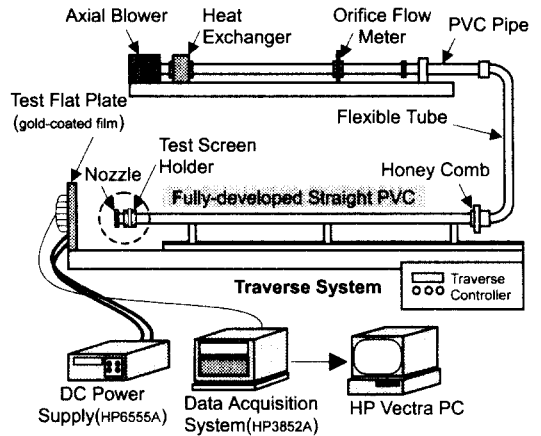 Axial Blower
Heat
Exchanger
Orifice Flow
Meter
PVC Pipe
Test Flat Plate
(gold-coated film)
Flexible Tube
Test Screen
Holder
Nozzle
Honey Comb
Fully-developed Straight PVC
Traverse System
Traverse
Controller
DC Power
Supply(HP6555A)
Data Acquisition
System(HP3852A)
HP Vectra PC